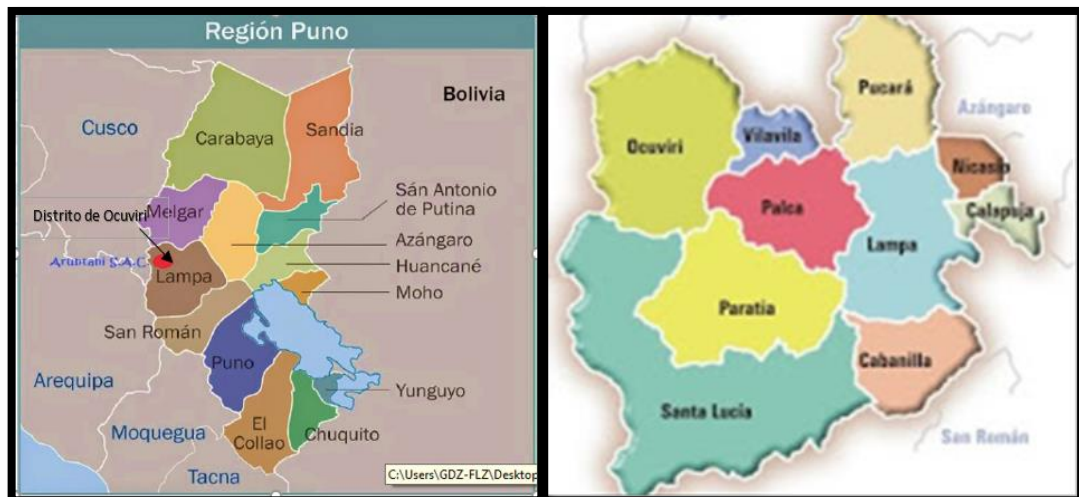 Región Puno
Bolivia
Cusco
Carabaya
Sandia
Sán Antonio
de Putina
Distrito de Ocuviri
Melgar
Azángaro
Aruntani S.A.C
Lampa
Huancané
Moho
San Román
Puno
Arequipa
Yunguyo
El
Collao
Chuquito
Moquegua
Tacna
C:\Users\GDZ-FLZ\Desktop
Pucará
Azángaro
Ocuviri
Vilavila
Nicasio
Palca
Calapuja
Lampa
Paratia
Cabanilla
Santa Lucia
San Román